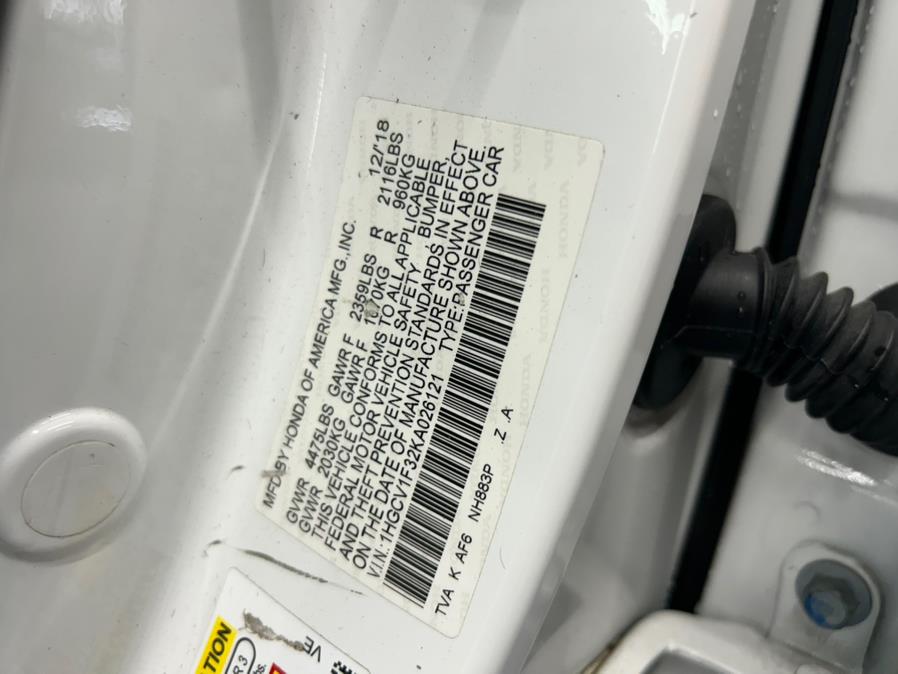 MFD BY HONDA OF AMERICA MFG., INC. 12/'18
GVWR 4475LBS GAWR F 2359LBS R 2116LBS
GVWR 2030KG GAWR F 1070KG R 960KG
THIS VEHICLE CONFORMS TO ALL APPLICABLE
FEDERAL MOTOR VEHICLE SAFETY, BUMPER,
AND THEFT PREVENTION STANDARDS IN EFFECT
ON THE DATE OF MANUFACTURE SHOWN ABOVE.
V.I.N.: 1HGCV1F32KA026121 TYPE:PASSENGER CAR
TVA K AF6 NH883P .Z .A